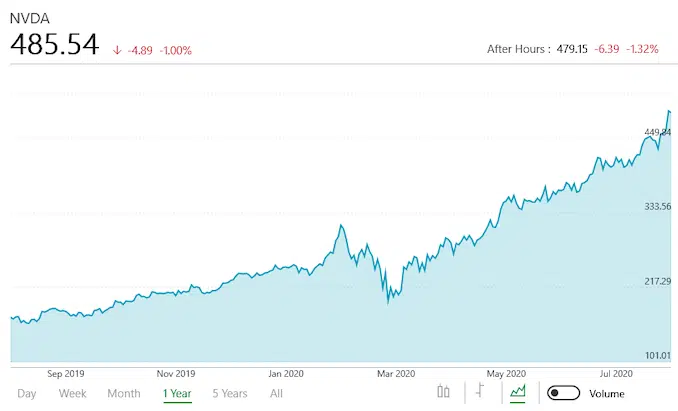 NVDA
485.54 ↓ -4.89 -1.00%
After Hours : 479.15 -6.39 -1.32%
449.84
333.56
217.29
101.01
Sep 2019 Nov 2019 Jan 2020 Mar 2020 May 2020 Jul 2020
Day Week Month 1 Year 5 Years All Volume